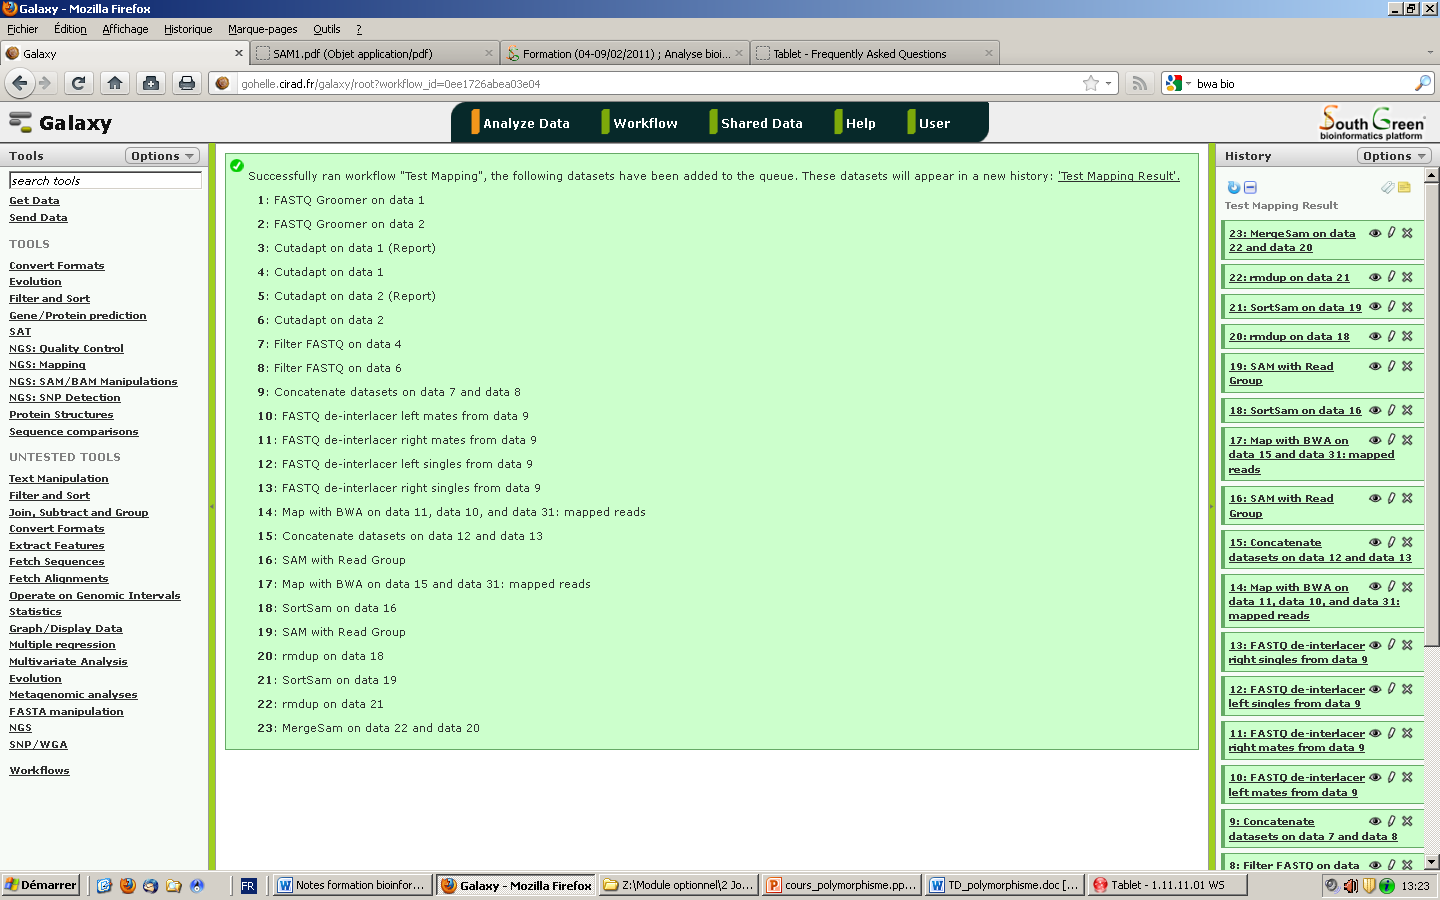 Galaxy - Mozilla Firefox
Fichier Édition Affichage Historique Marque-pages Outils ?
Galaxy
SAM1.pdf (Objet application/pdf)
Formation (04-09/02/2011) ; Analyse bioi...
Tablet - Frequently Asked Questions
gohelle.cirad.fr/galaxy/root?workflow_id=0ee1726abea03e04
bwa bio
Galaxy
Analyze Data Workflow Shared Data Help User
South Green
bioinformatics platform
Tools Options
search tools
Get Data
Send Data
TOOLS
Convert Formats
Evolution
Filter and Sort
Gene/Protein prediction
SAT
NGS: Quality Control
NGS: Mapping
NGS: SAM/BAM Manipulations
NGS: SNP Detection
Protein Structures
Sequence comparisons
UNTESTED TOOLS
Text Manipulation
Filter and Sort
Join, Subtract and Group
Convert Formats
Extract Features
Fetch Sequences
Fetch Alignments
Operate on Genomic Intervals
Statistics
Graph/Display Data
Multiple regression
Multivariate Analysis
Evolution
Metagenomic analyses
FASTA manipulation
NGS
SNP/WGA
Workflows
Successfully ran workflow "Test Mapping", the following datasets have been added to the queue. These datasets will appear in a new history: 'Test Mapping Result'.
1: FASTQ Groomer on data 1
2: FASTQ Groomer on data 2
3: Cutadapt on data 1 (Report)
4: Cutadapt on data 1
5: Cutadapt on data 2 (Report)
6: Cutadapt on data 2
7: Filter FASTQ on data 4
8: Filter FASTQ on data 6
9: Concatenate datasets on data 7 and data 8
10: FASTQ de-interlacer left mates from data 9
11: FASTQ de-interlacer right mates from data 9
12: FASTQ de-interlacer left singles from data 9
13: FASTQ de-interlacer right singles from data 9
14: Map with BWA on data 11, data 10, and data 31: mapped reads
15: Concatenate datasets on data 12 and data 13
16: SAM with Read Group
17: Map with BWA on data 15 and data 31: mapped reads
18: SortSam on data 16
19: SAM with Read Group
20: rmdup on data 18
21: SortSam on data 19
22: rmdup on data 21
23: MergeSam on data 22 and data 20
History Options
Test Mapping Result
23: MergeSam on data
22 and data 20
22: rmdup on data 21
21: SortSam on data 19
20: rmdup on data 18
19: SAM with Read
Group
18: SortSam on data 16
17: Map with BWA on
data 15 and data 31: mapped
reads
16: SAM with Read
Group
15: Concatenate
datasets on data 12 and data 13
14: Map with BWA on
data 11, data 10, and data 31:
mapped reads
13: FASTQ de-interlacer
right singles from data 9
12: FASTQ de-interlacer
left singles from data 9
11: FASTQ de-interlacer
right mates from data 9
10: FASTQ de-interlacer
left mates from data 9
9: Concatenate
datasets on data 7 and data 8
8: Filter FASTQ on data
Démarrer
FR
Notes formation bioinfor...
Galaxy - Mozilla Firefox
Z:\Module optionnel\2 Jo...
cours_polymorphisme.pp...
TD_polymorphisme.doc [...
Tablet - 1.11.11.01 WS
13:23